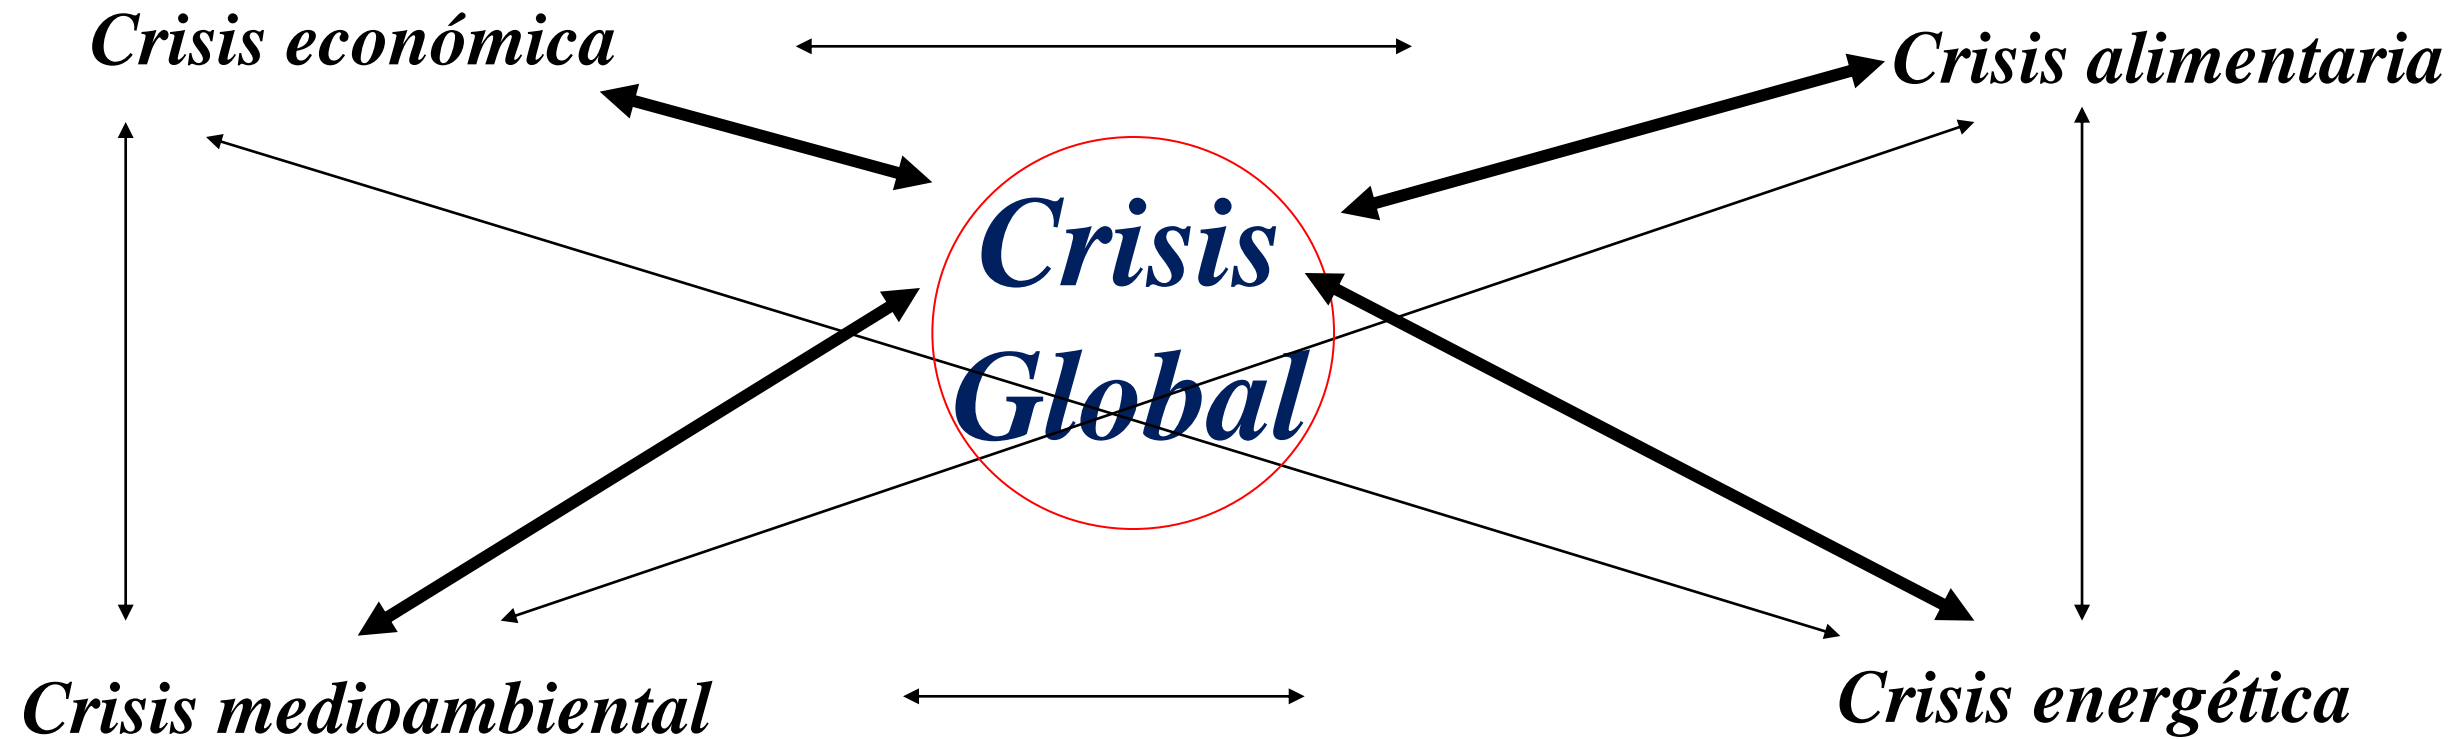 Crisis económica
Crisis alimentaria
Crisis
Global
Crisis medioambiental
Crisis energética